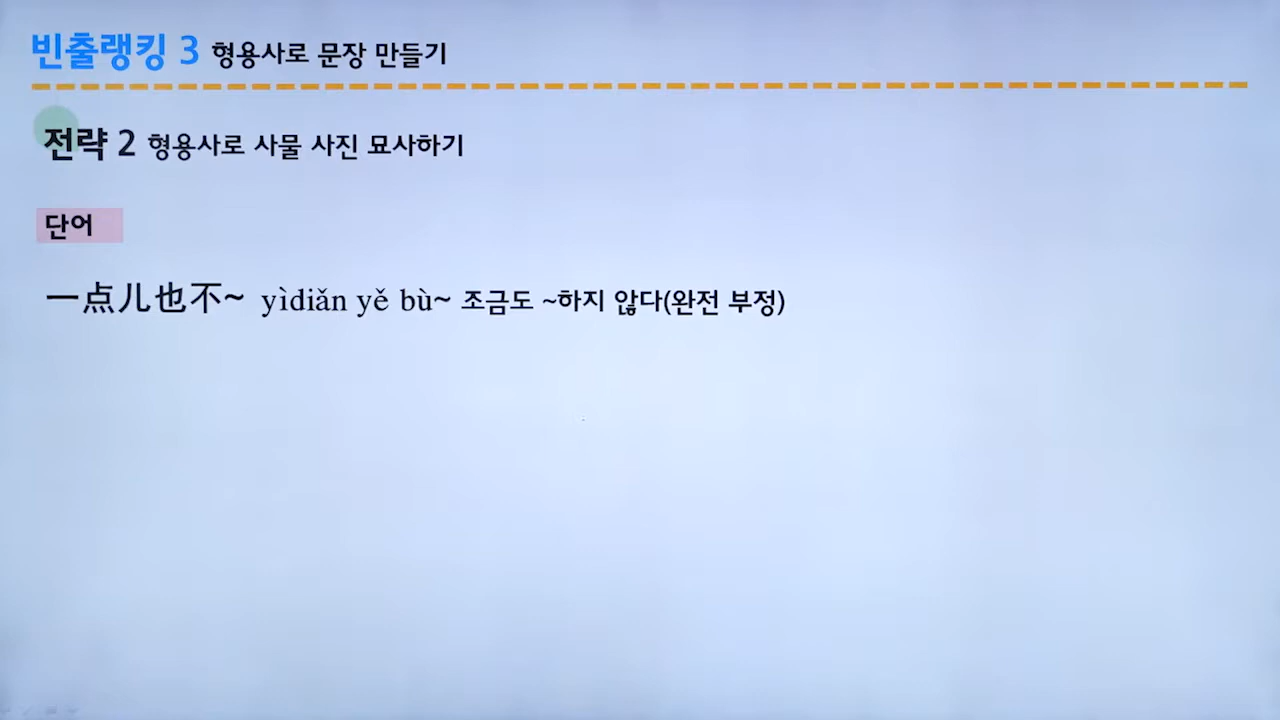 빈출랭킹 3 형용사로 문장 만들기
전략 2 형용사로 사물 사진 묘사하기
단어
一点儿也不~ yìdiǎn yě bù~ 조금도 ~하지 않다(완전 부정)